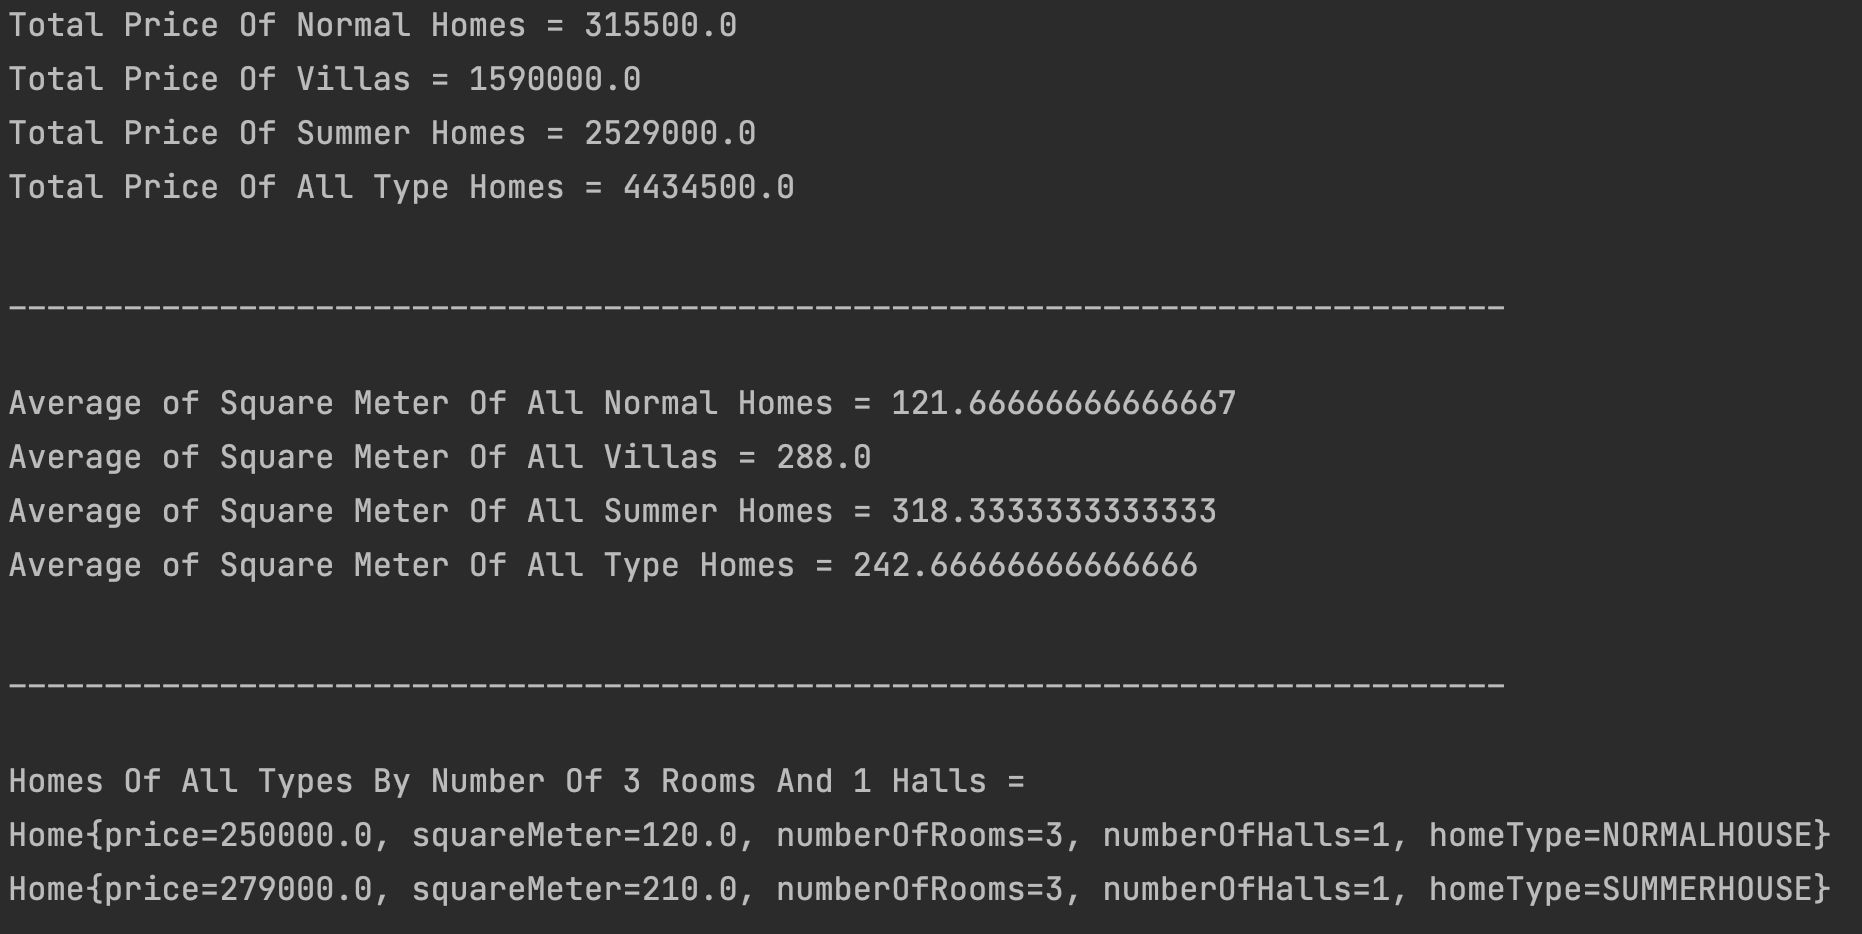 Total Price Of Normal Homes = 315500.0
Total Price Of Villas = 1590000.0
Total Price Of Summer Homes = 2529000.0
Total Price Of All Type Homes = 4434500.0
------------------------------------------------------------------------------
Average of Square Meter Of All Normal Homes = 121.66666666666667
Average of Square Meter Of All Villas = 288.0
Average of Square Meter Of All Summer Homes = 318.3333333333333
Average of Square Meter Of All Type Homes = 242.66666666666666
------------------------------------------------------------------------------
Homes Of All Types By Number Of 3 Rooms And 1 Halls =
Home{price=250000.0, squareMeter=120.0, numberOfRooms=3, numberOfHalls=1, homeType=NORMALHOUSE}
Home{price=279000.0, squareMeter=210.0, numberOfRooms=3, numberOfHalls=1, homeType=SUMMERHOUSE}